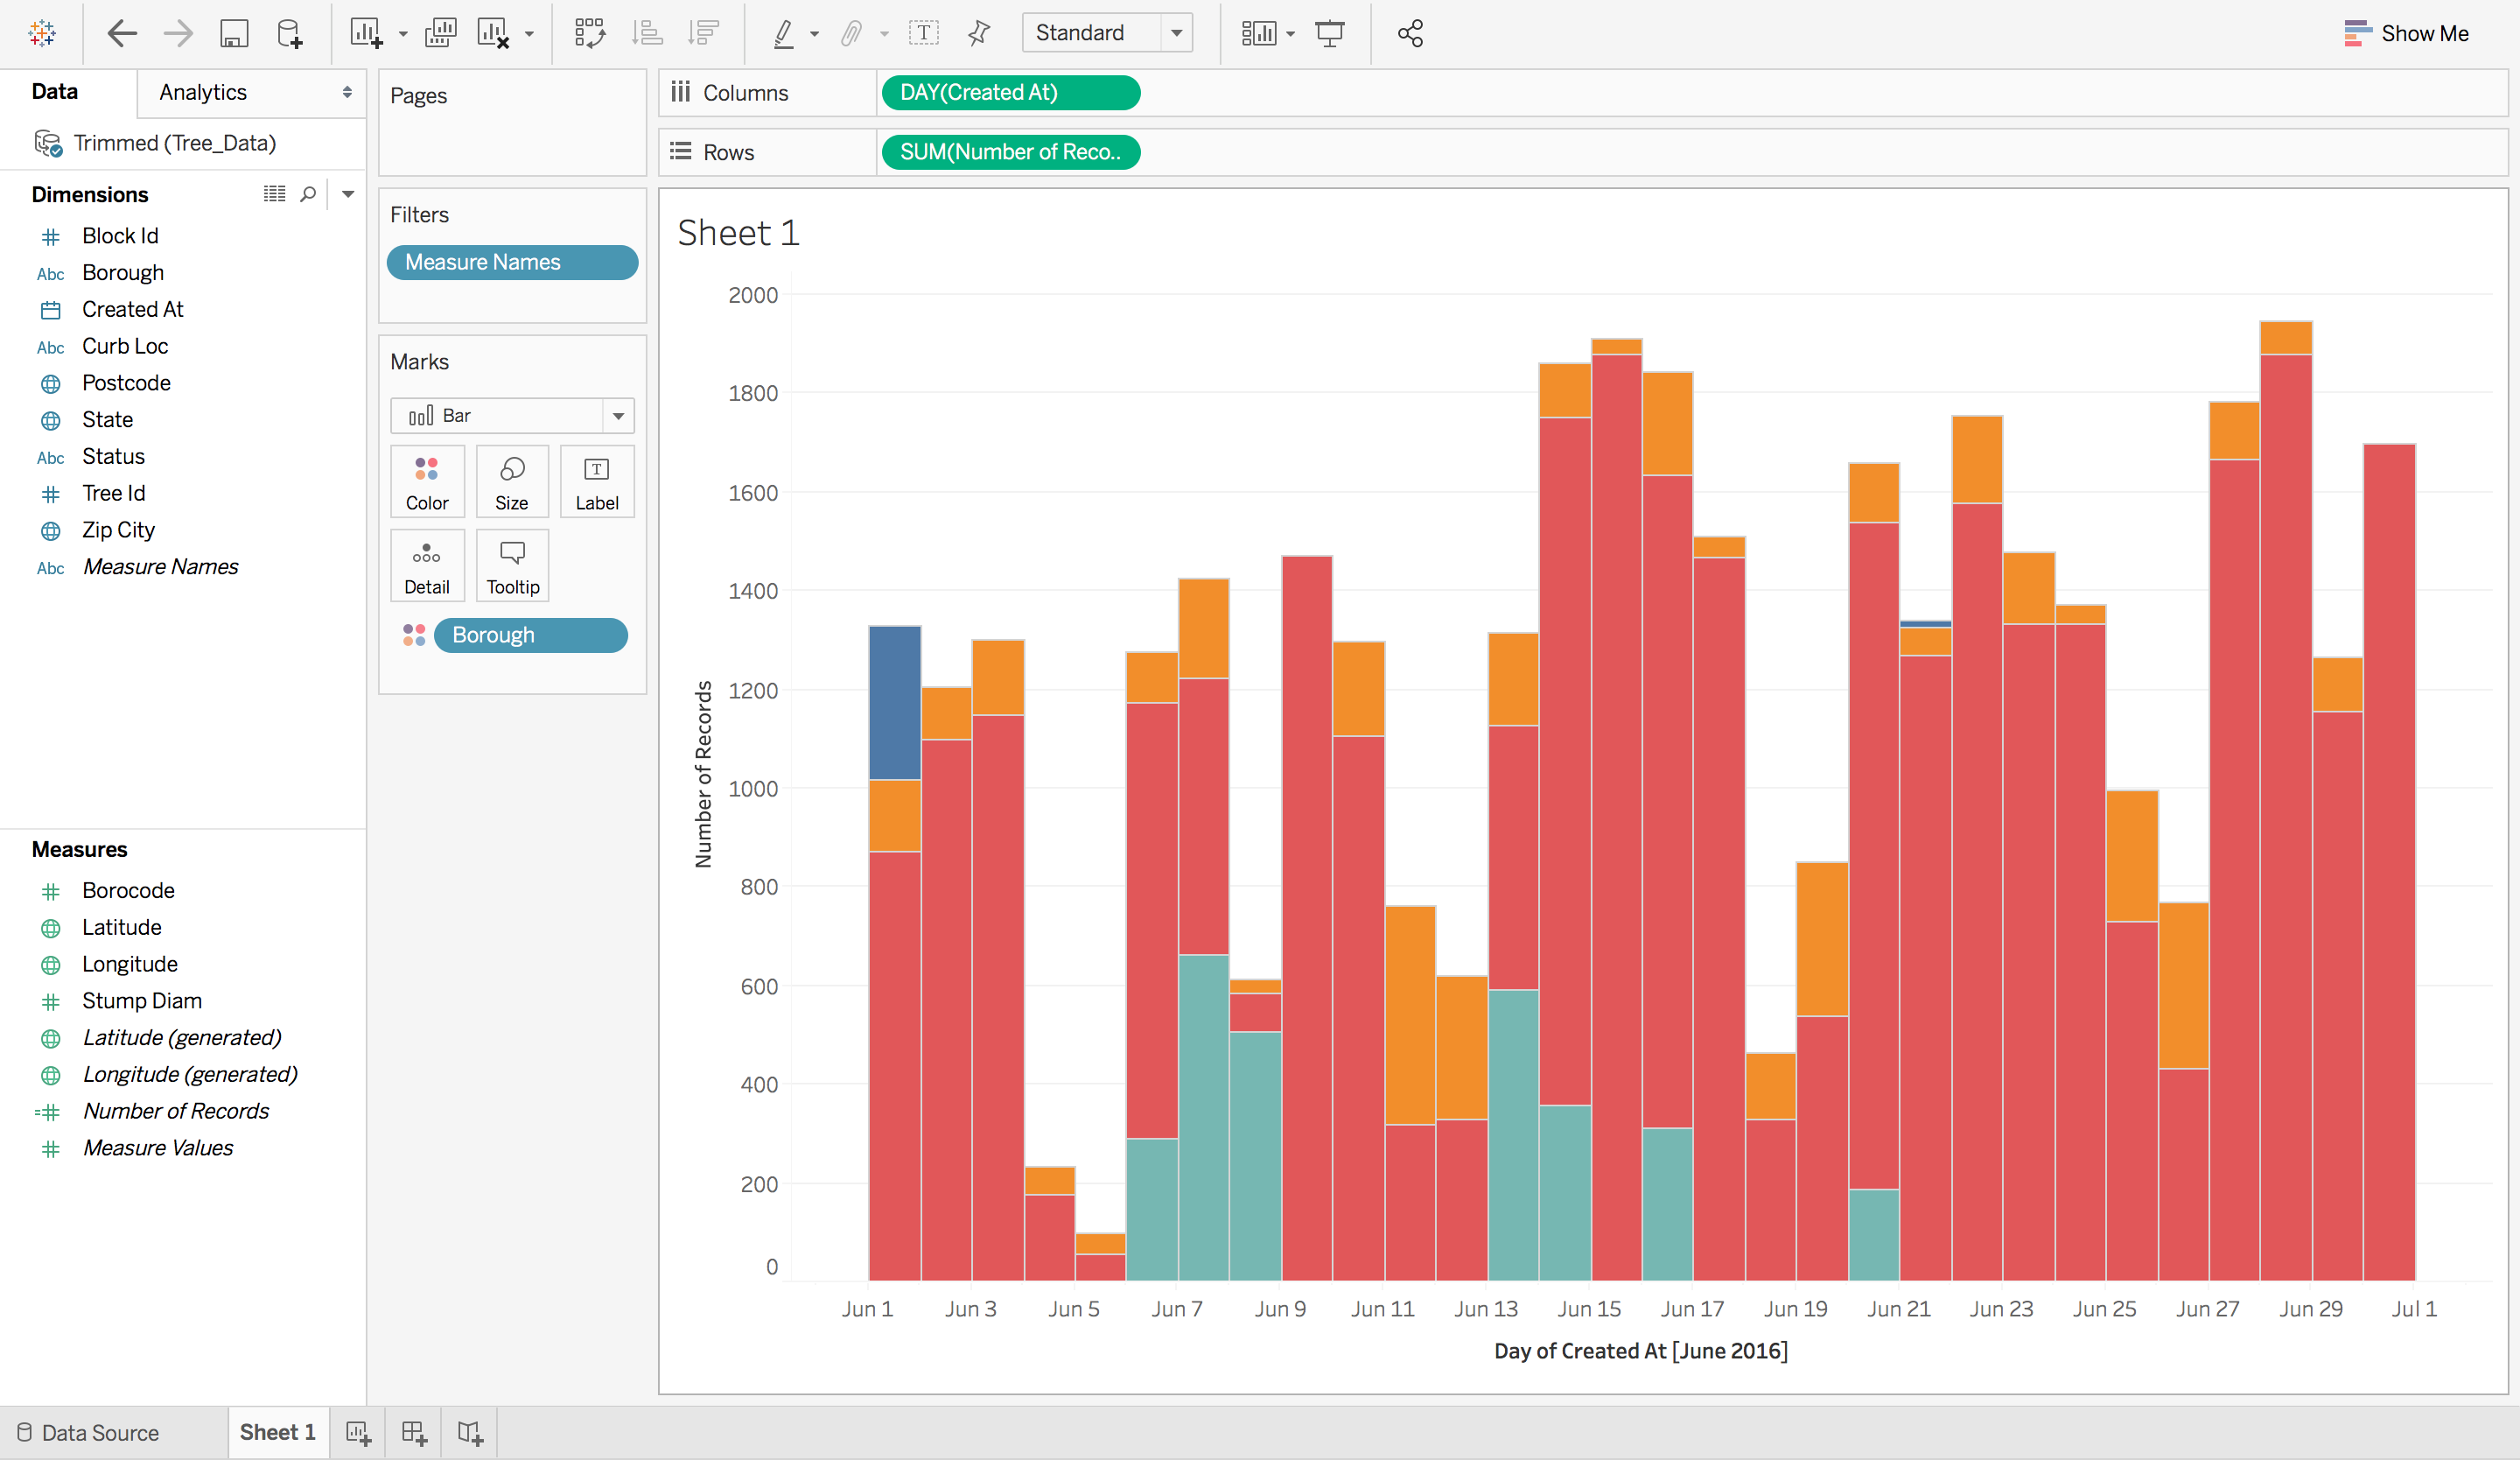 Standard
Show Me
Data
Analytics
Trimmed (Tree_Data)
Dimensions
Block Id
Abc Borough
Created At
Abc Curb Loc
Postcode
State
Abc Status
Tree Id
Zip City
Abc Measure Names
Measures
Borocode
Latitude
Longitude
Stump Diam
Latitude (generated)
Longitude (generated)
Number of Records
Measure Values
Pages
Filters
Measure Names
Marks
Bar
Color
Size
Label
Detail
Tooltip
Borough
Columns
DAY(Created At)
Rows
SUM(Number of Reco..
Sheet 1
2000
1800
1600
1400
1200
1000
800
600
400
200
0
Number of Records
Jun 1 Jun 3 Jun 5 Jun 7 Jun 9 Jun 11 Jun 13 Jun 15 Jun 17 Jun 19 Jun 21 Jun 23 Jun 25 Jun 27 Jun 29 Jul 1
Day of Created At [June 2016]
Data Source
Sheet 1